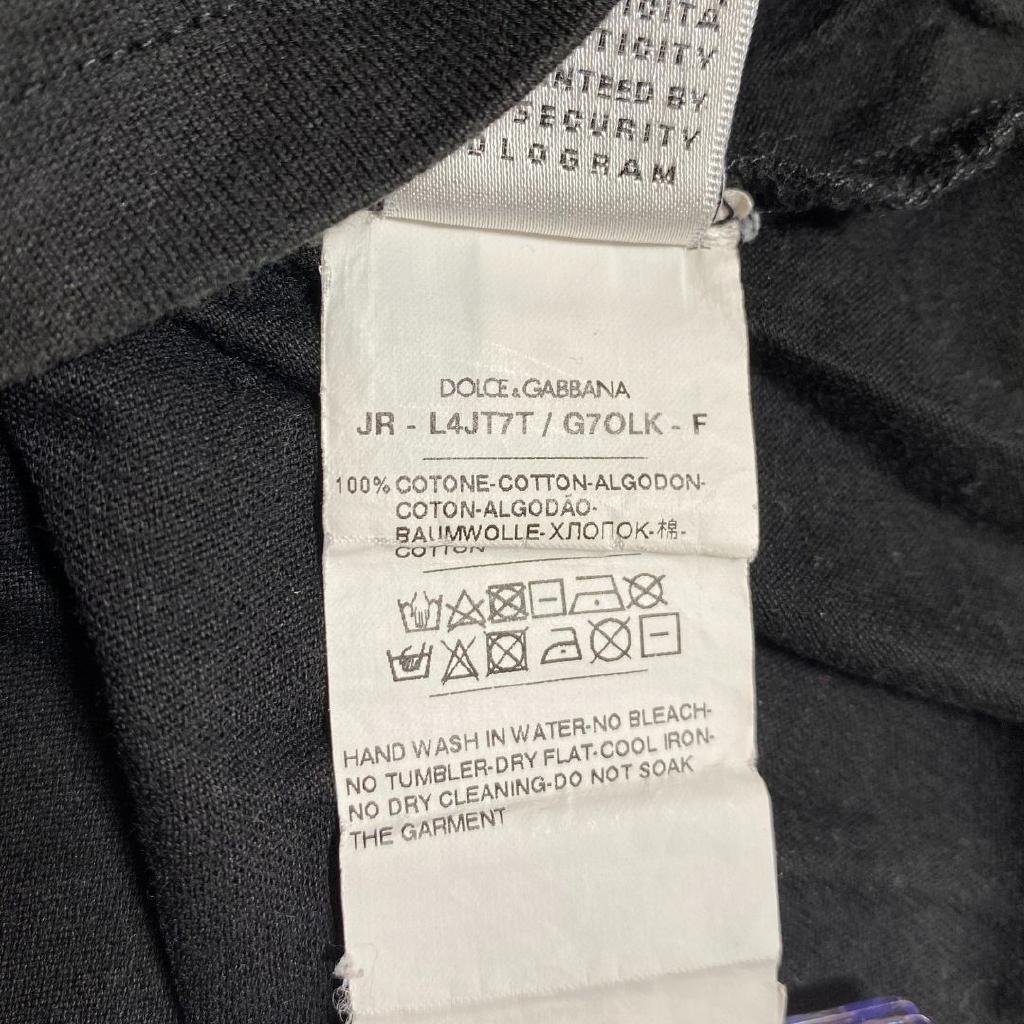 TICITY
NTEED BY
SECURITY
OLOGRAM
DOLCE&GABBANA
JR - L4JT7T / G7OLK - F
100% COTONE-COTTON-ALGODON-
COTON-ALGODÃO-
BAUMWOLLE-ХЛОПОК-棉-
COTTON
HAND WASH IN WATER-NO BLEACH-
NO TUMBLER-DRY FLAT-COOL IRON-
NO DRY CLEANING-DO NOT SOAK
THE GARMENT